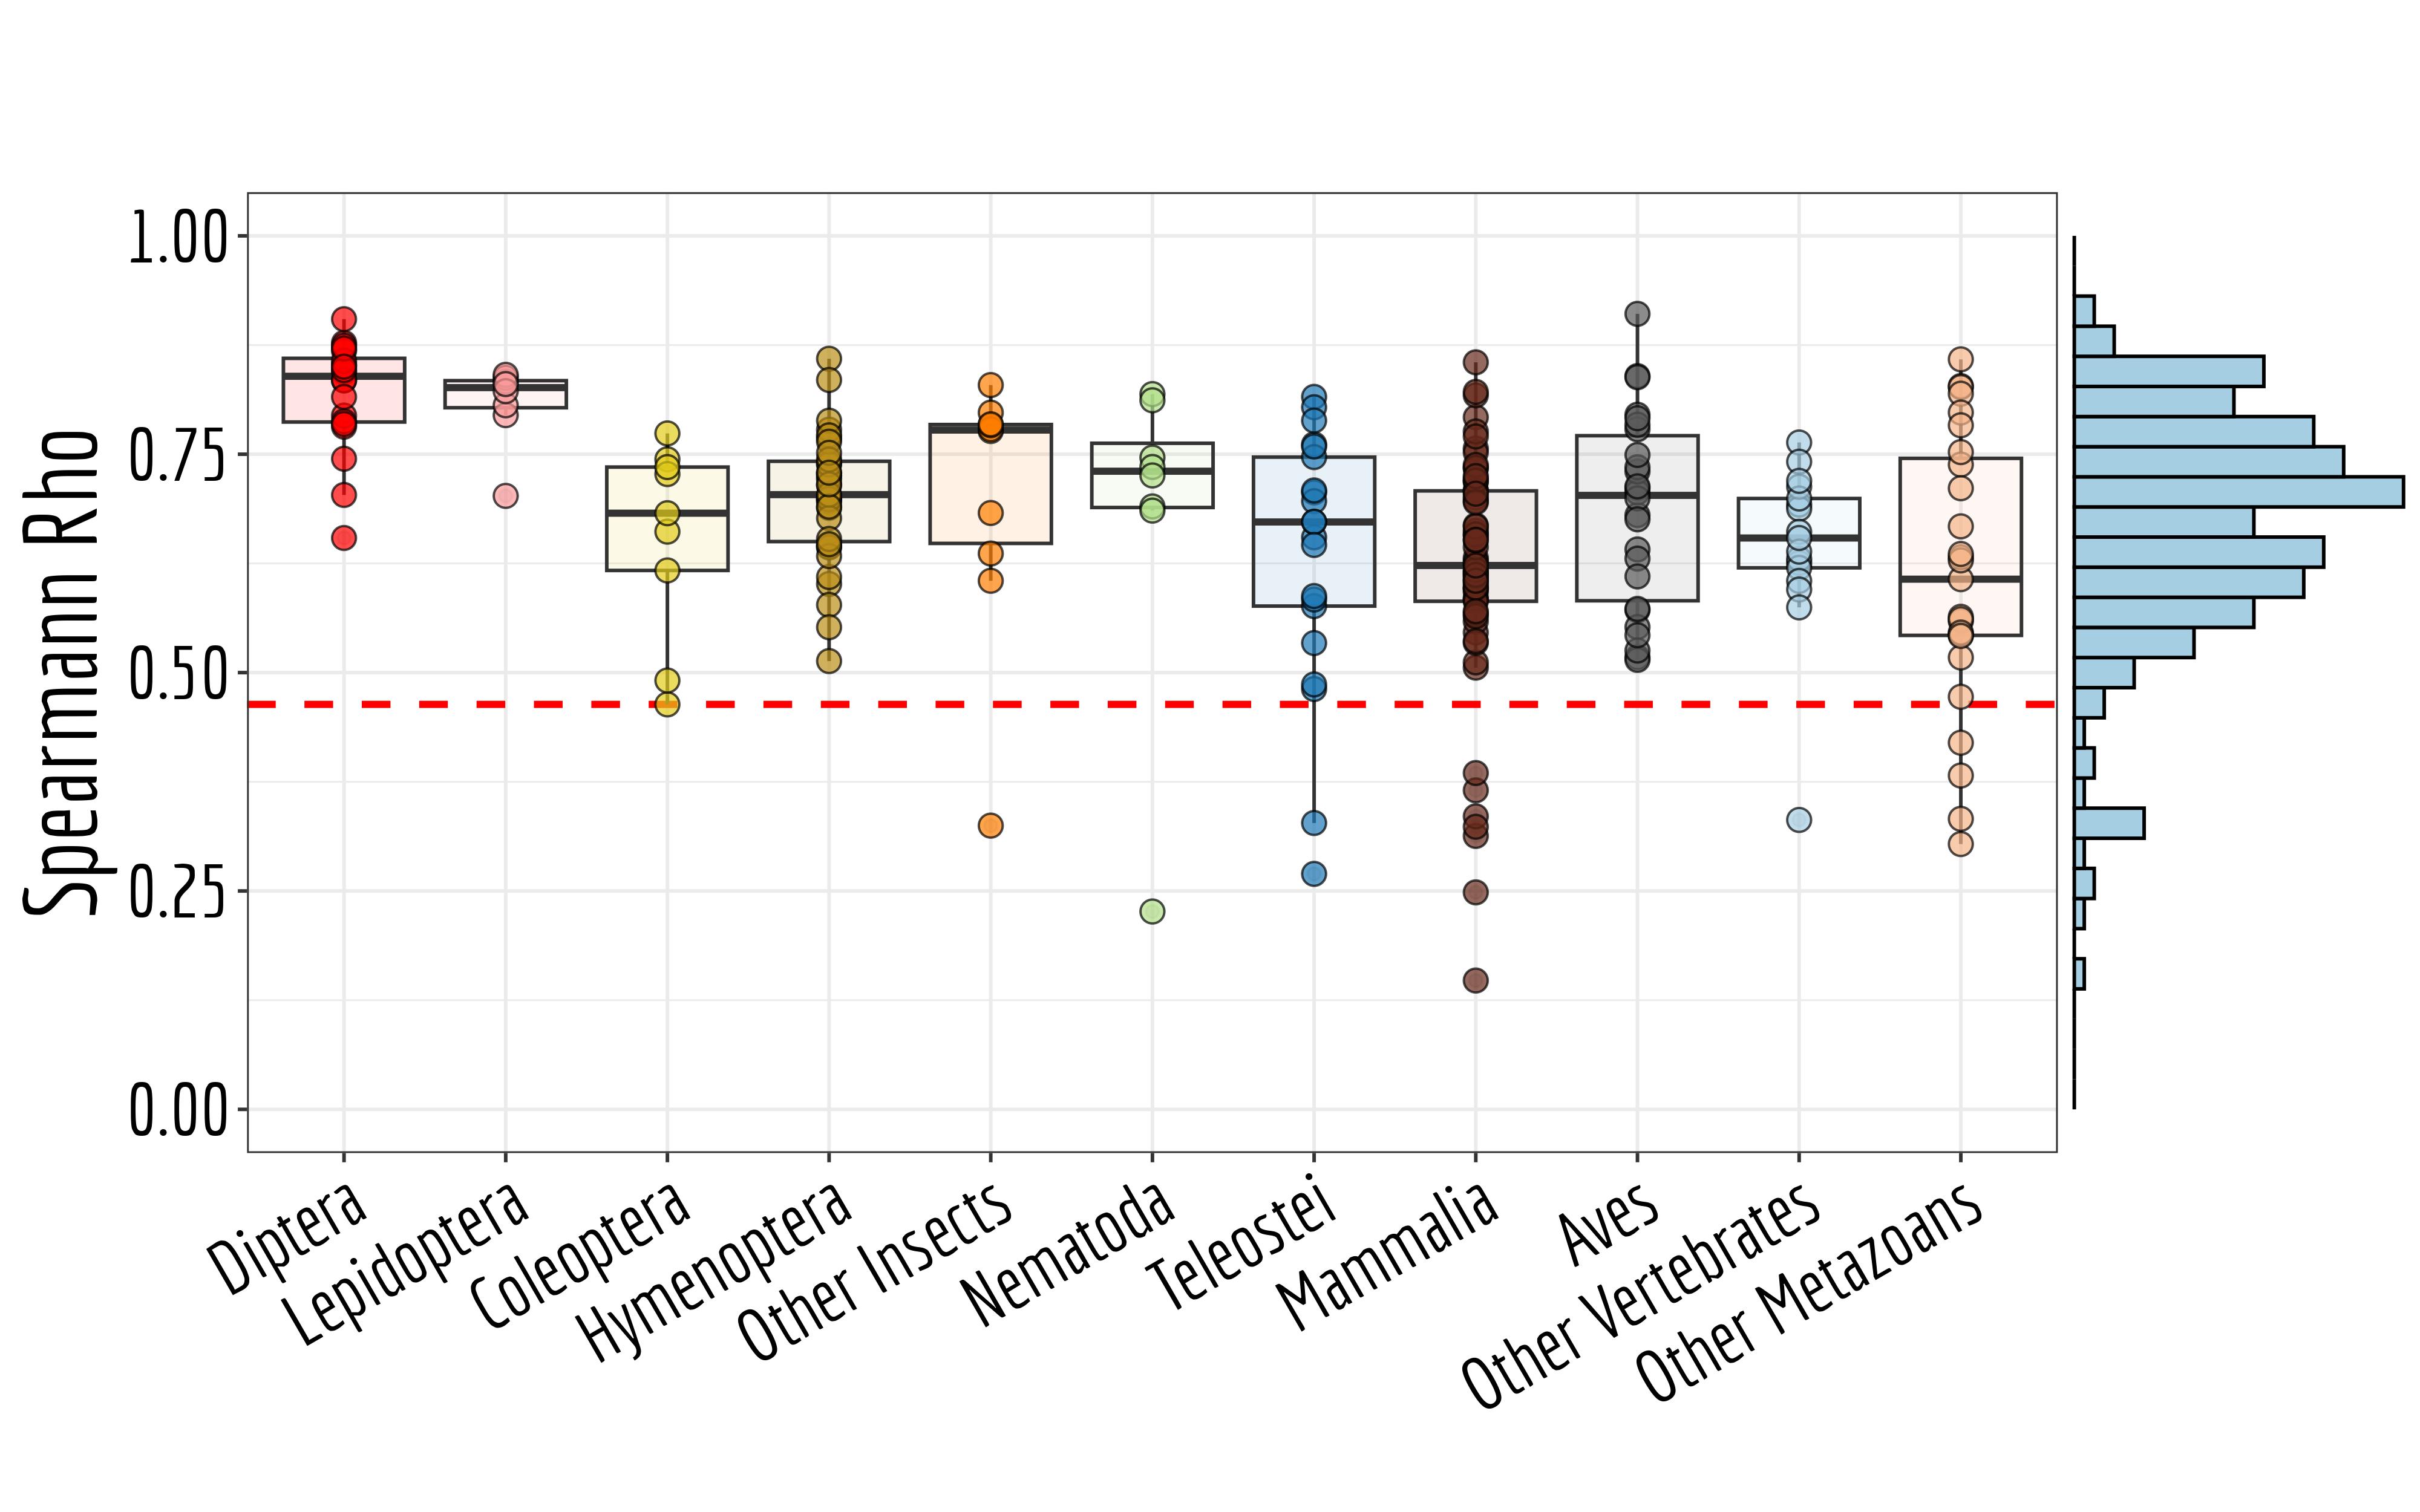 Spearmann Rho
1.00
0.75
0.50
0.25
0.00
Diptera
Lepidoptera
Coleoptera
Hymenoptera
Other Insects
Nematoda
Teleostei
Mammalia
Aves
Other Vertebrates
Other Metazoans